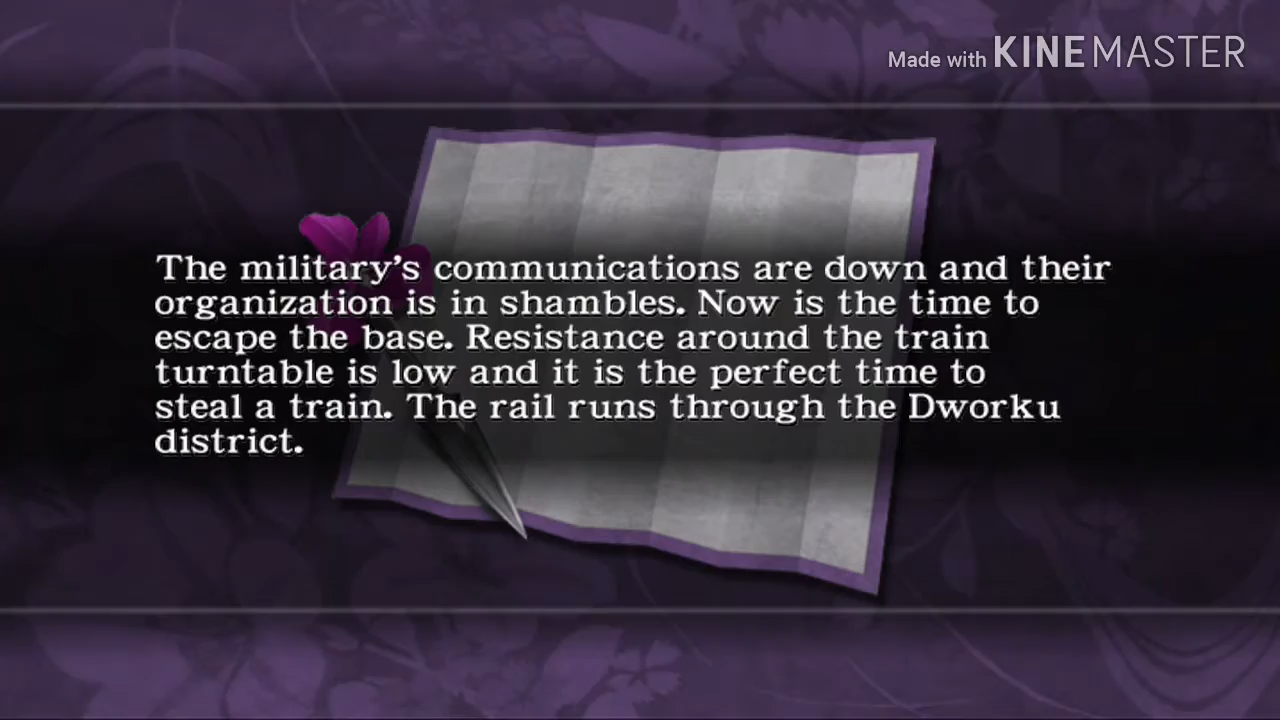 Made with KINEMASTER
The military's communications are down and their
organization is in shambles. Now is the time to
escape the base. Resistance around the train
turntable is low and it is the perfect time to
steal a train. The rail runs through the Dworku
district.